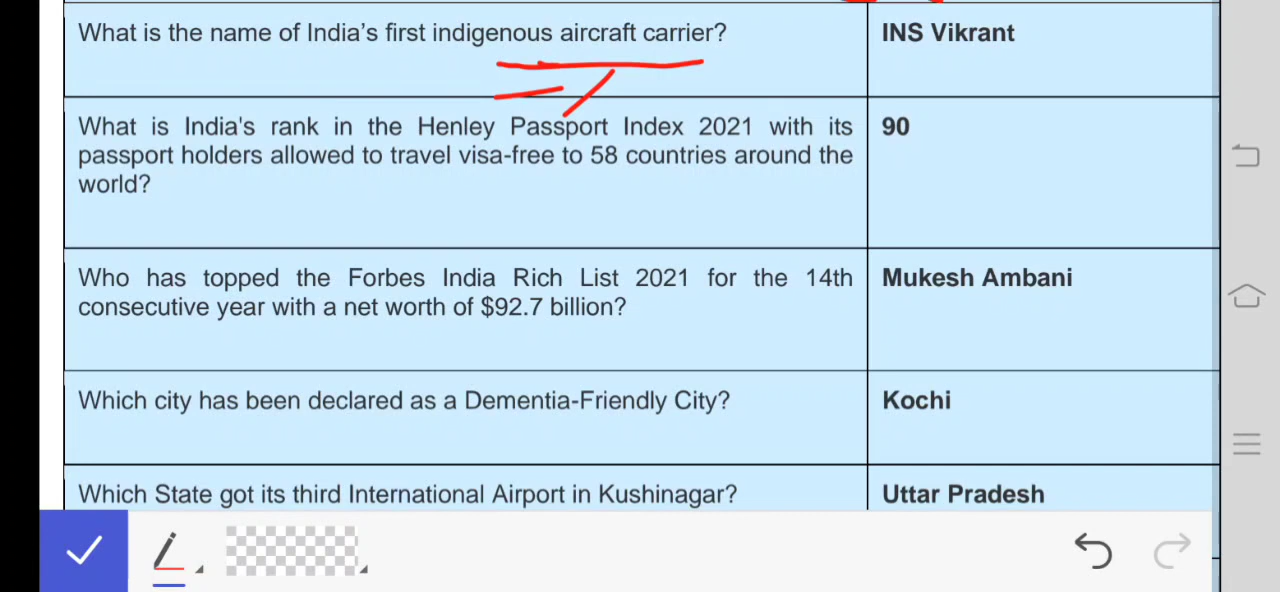 What is the name of India’s first indigenous aircraft carrier?
INS Vikrant
What is India's rank in the Henley Passport Index 2021 with its
passport holders allowed to travel visa-free to 58 countries around the
world?
90
Who has topped the Forbes India Rich List 2021 for the 14th
consecutive year with a net worth of $92.7 billion?
Mukesh Ambani
Which city has been declared as a Dementia-Friendly City?
Kochi
Which State got its third International Airport in Kushinagar?
Uttar Pradesh